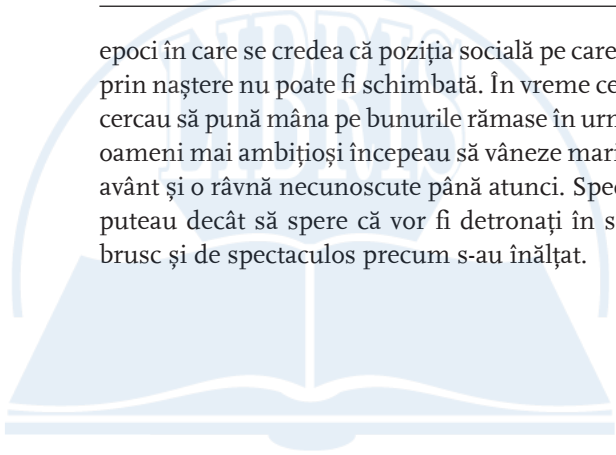 LIBRIS
epoci în care se credea că poziția socială pe care
prin naștere nu poate fi schimbată. În vreme ce
cercau să pună mâna pe bunurile rămase în urm
oameni mai ambițioși începeau să vâneze mari
avânt și o râvnă necunoscute până atunci. Spec
puteau decât să spere că vor fi detronați în s
brusc și de spectaculos precum s-au înălțat.